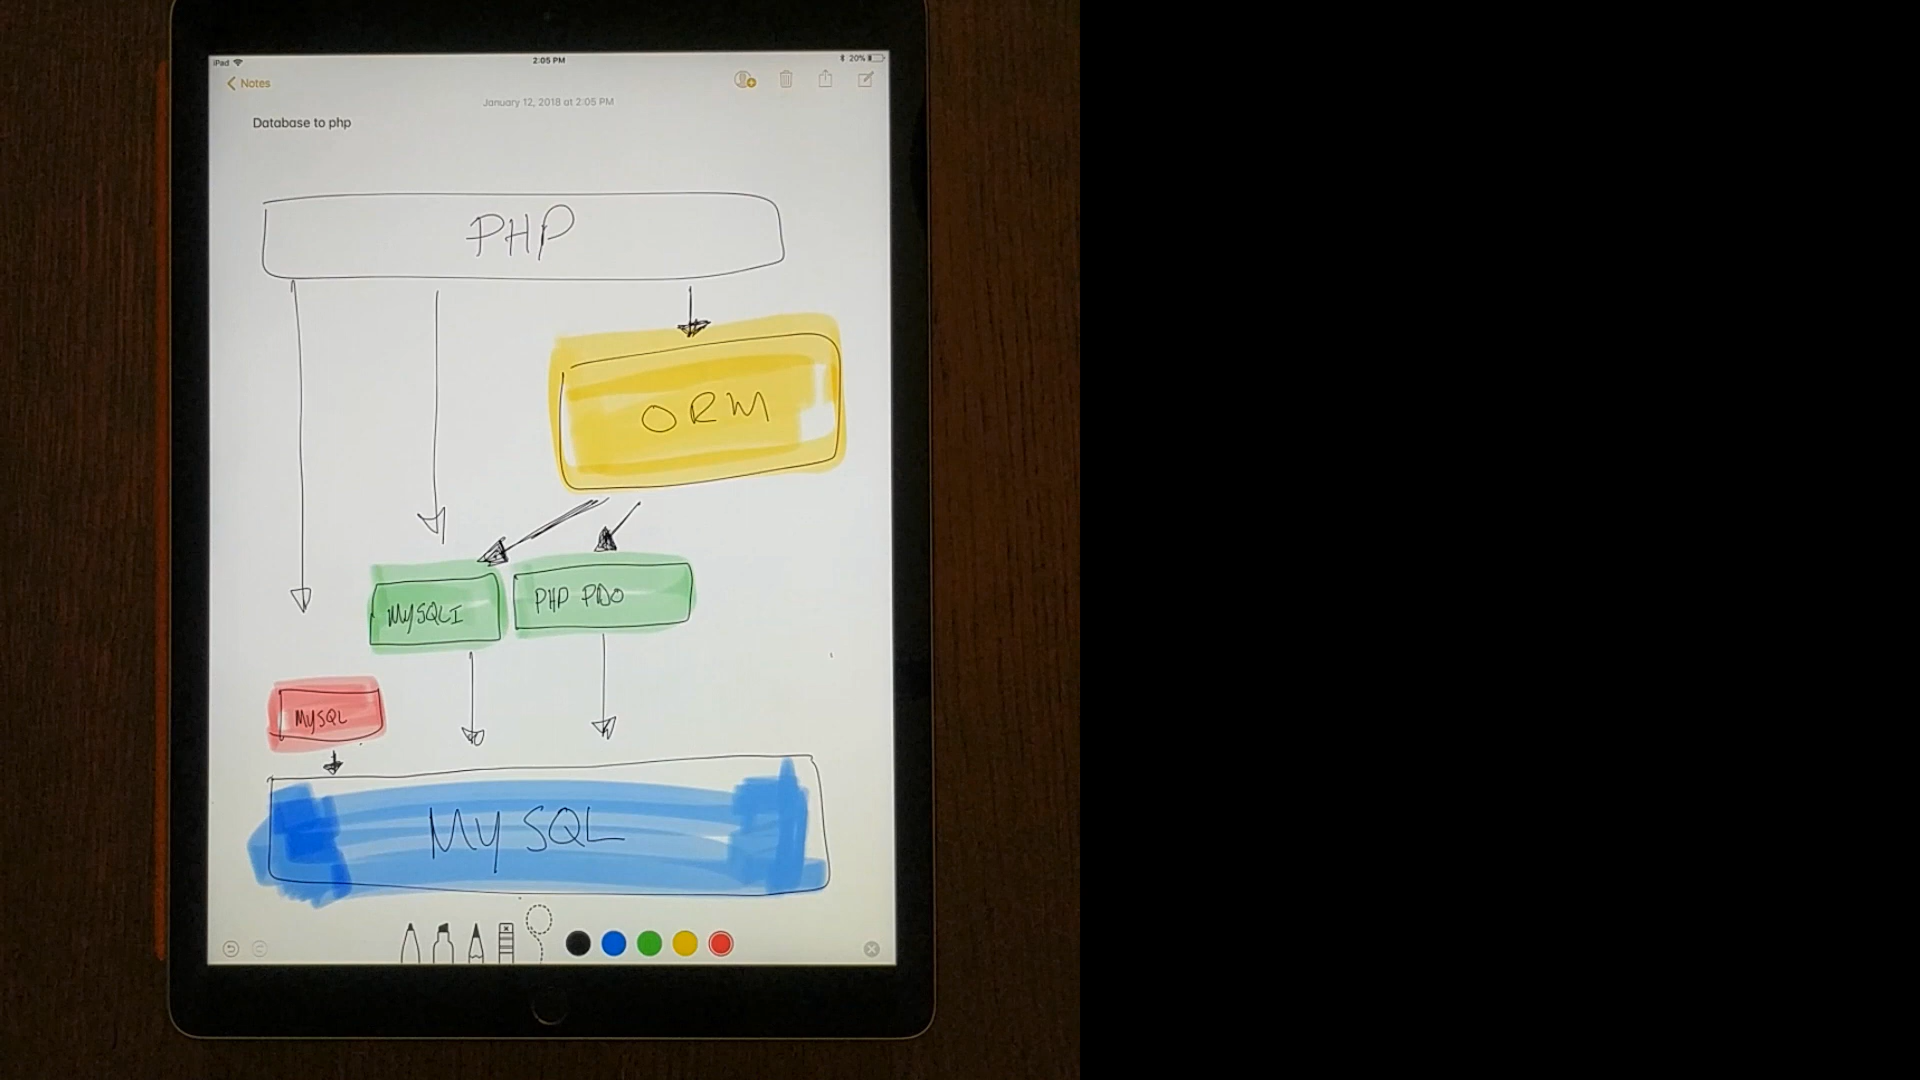 iPad
2:05 PM
20%
Notes
January 12, 2018 at 2:05 PM
Database to php
PHP
ORM
MYSQLI
PHP PDO
MYSQL
MY SQL